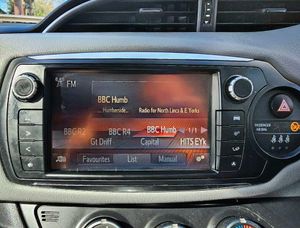 FM
BBC Humb
Humberside.
Radio for North Lincs & E Yorks
BBC R2 BBC R4 BBC Humb 1/1
Gt Driff Capital HITS EYk
Favourites List Manual
PASSENGER
AIR BAG